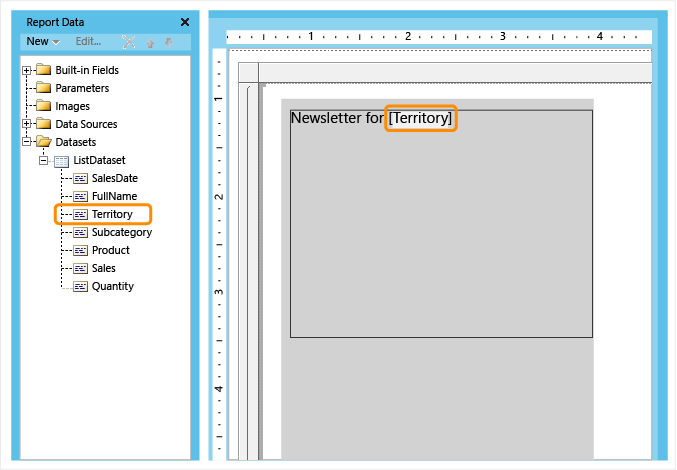 Report Data
New Edit...
Built-in Fields
Parameters
Images
Data Sources
Datasets
ListDataset
SalesDate
FullName
Territory
Subcategory
Product
Sales
Quantity
1 2 3 4
1
2
3
4
Newsletter for [Territory]